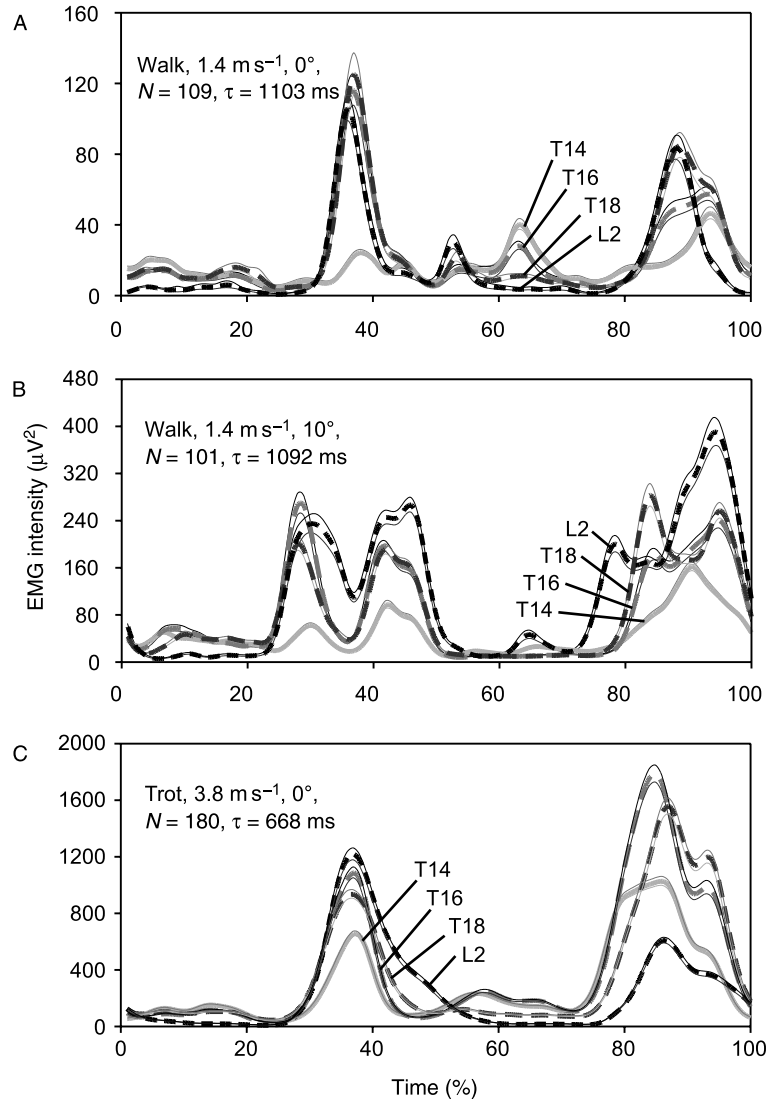 A
160
Walk, 1.4 m s–1, 0°,
N = 109, τ = 1103 ms
120
80
40
0
T14
T16
T18
L2
0 20 40 60 80 100
B
480
Walk, 1.4 m s–1, 10°,
N = 101, τ = 1092 ms
400
320
240
160
80
0
L2
T18
T16
T14
0 20 40 60 80 100
EMG intensity (μV2)
C
2000
Trot, 3.8 m s–1, 0°,
N = 180, τ = 668 ms
1600
1200
800
400
0
T14
T16
T18
L2
0 20 40 60 80 100
Time (%)